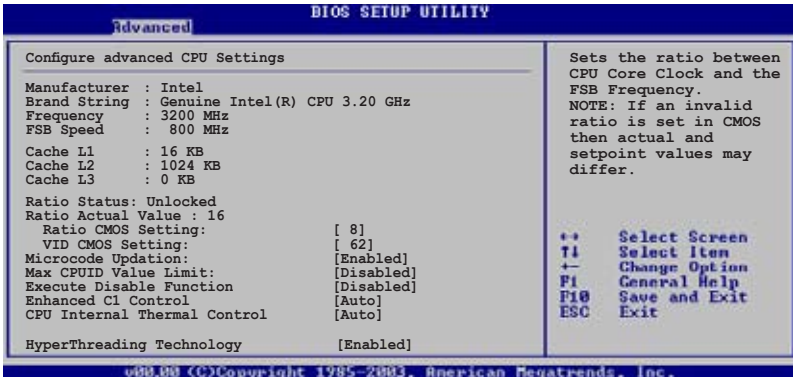 BIOS SETUP UTILITY
Advanced
Configure advanced CPU Settings
Manufacturer : Intel
Brand String : Genuine Intel(R) CPU 3.20 GHz
Frequency : 3200 MHz
FSB Speed : 800 MHz
Cache L1 : 16 KB
Cache L2 : 1024 KB
Cache L3 : 0 KB
Ratio Status: Unlocked
Ratio Actual Value : 16
Ratio CMOS Setting: [ 8]
VID CMOS Setting: [ 62]
Microcode Updation: [Enabled]
Max CPUID Value Limit: [Disabled]
Execute Disable Function [Disabled]
Enhanced C1 Control [Auto]
CPU Internal Thermal Control [Auto]
HyperThreading Technology [Enabled]
Sets the ratio between
CPU Core Clock and the
FSB Frequency.
NOTE: If an invalid
ratio is set in CMOS
then actual and
setpoint values may
differ.
↔ Select Screen
↑↓ Select Item
+- Change Option
F1 General Help
F10 Save and Exit
ESC Exit
v00.00 (C)Copyright 1985-2003, American Megatrends, Inc.